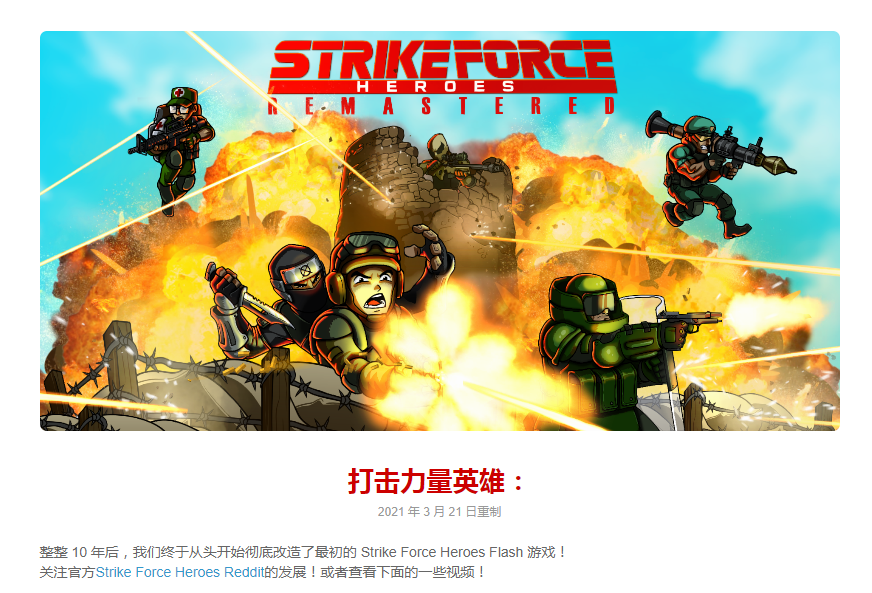 STRIKE FORCE
HEROES
REMASTERED
打击力量英雄：
2021 年 3 月 21 日重制
整整 10 年后，我们终于从头开始彻底改造了最初的 Strike Force Heroes Flash 游戏！
关注官方Strike Force Heroes Reddit的发展！或者查看下面的一些视频！